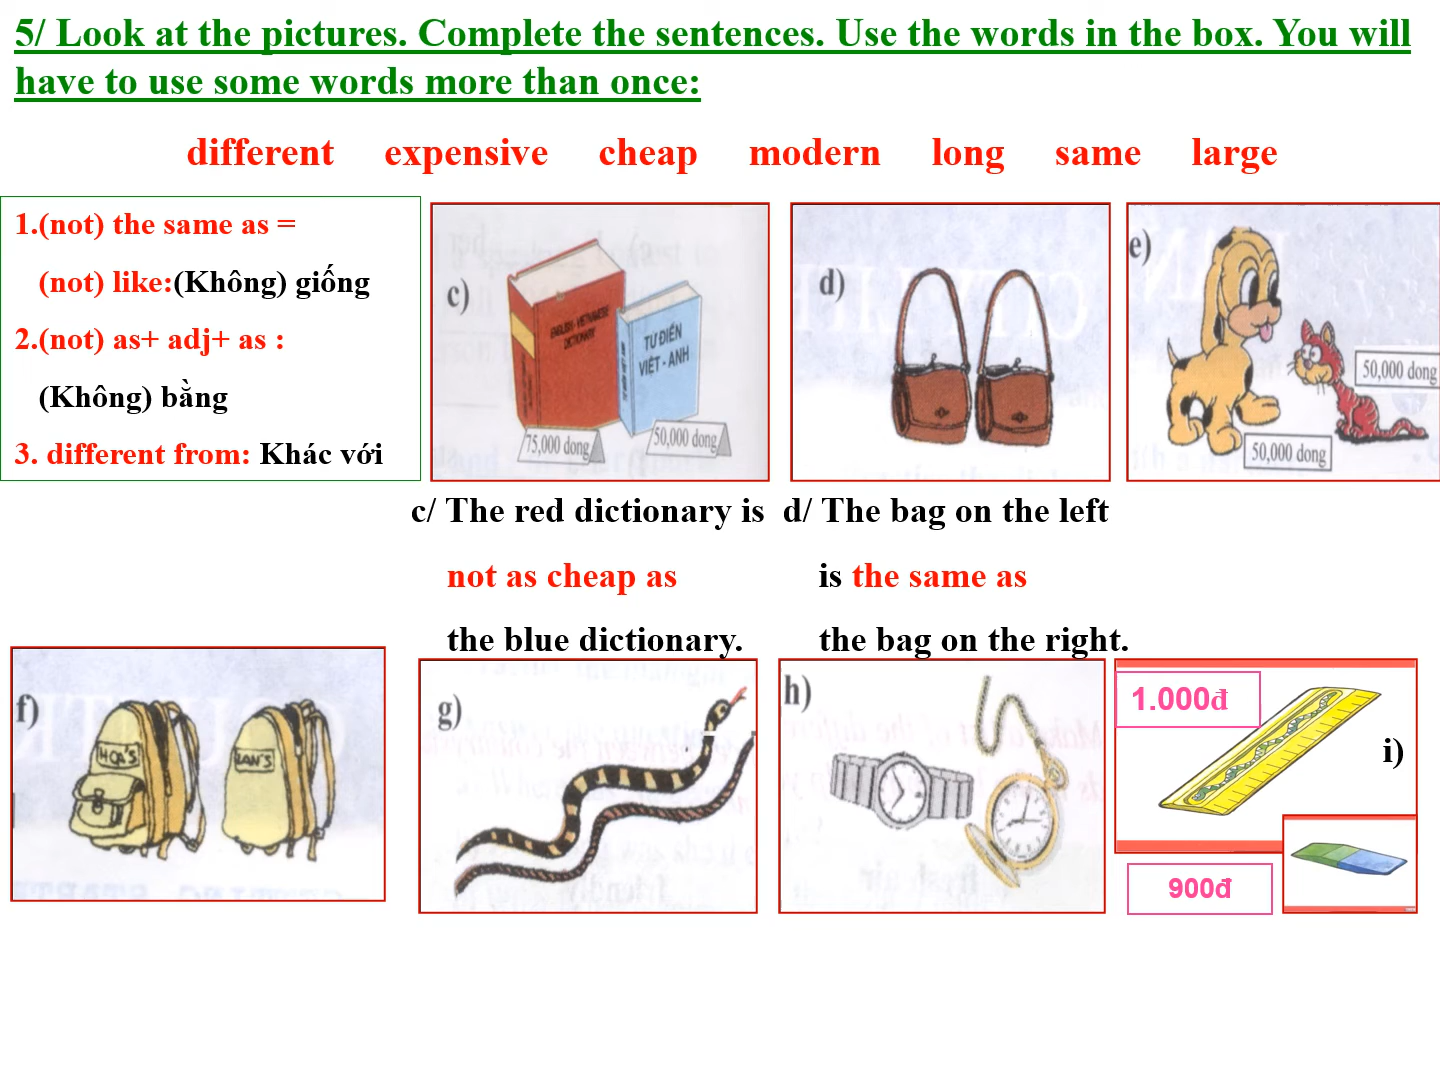 5/ Look at the pictures. Complete the sentences. Use the words in the box. You will
have to use some words more than once:
different expensive cheap modern long same large
1.(not) the same as =
(not) like:(Không) giống
2.(not) as+ adj+ as :
(Không) bằng
3. different from: Khác với
c)
ENGLISH - VIETNAMESE
DICTIONARY
TỪ ĐIỂN
VIỆT - ANH
75,000 dong
50,000 dong
d)
e)
50,000 dong
50,000 dong
c/ The red dictionary is
not as cheap as
the blue dictionary.
d/ The bag on the left
is the same as
the bag on the right.
f)
HOA'S
g)
h)
1.000đ
i)
900đ